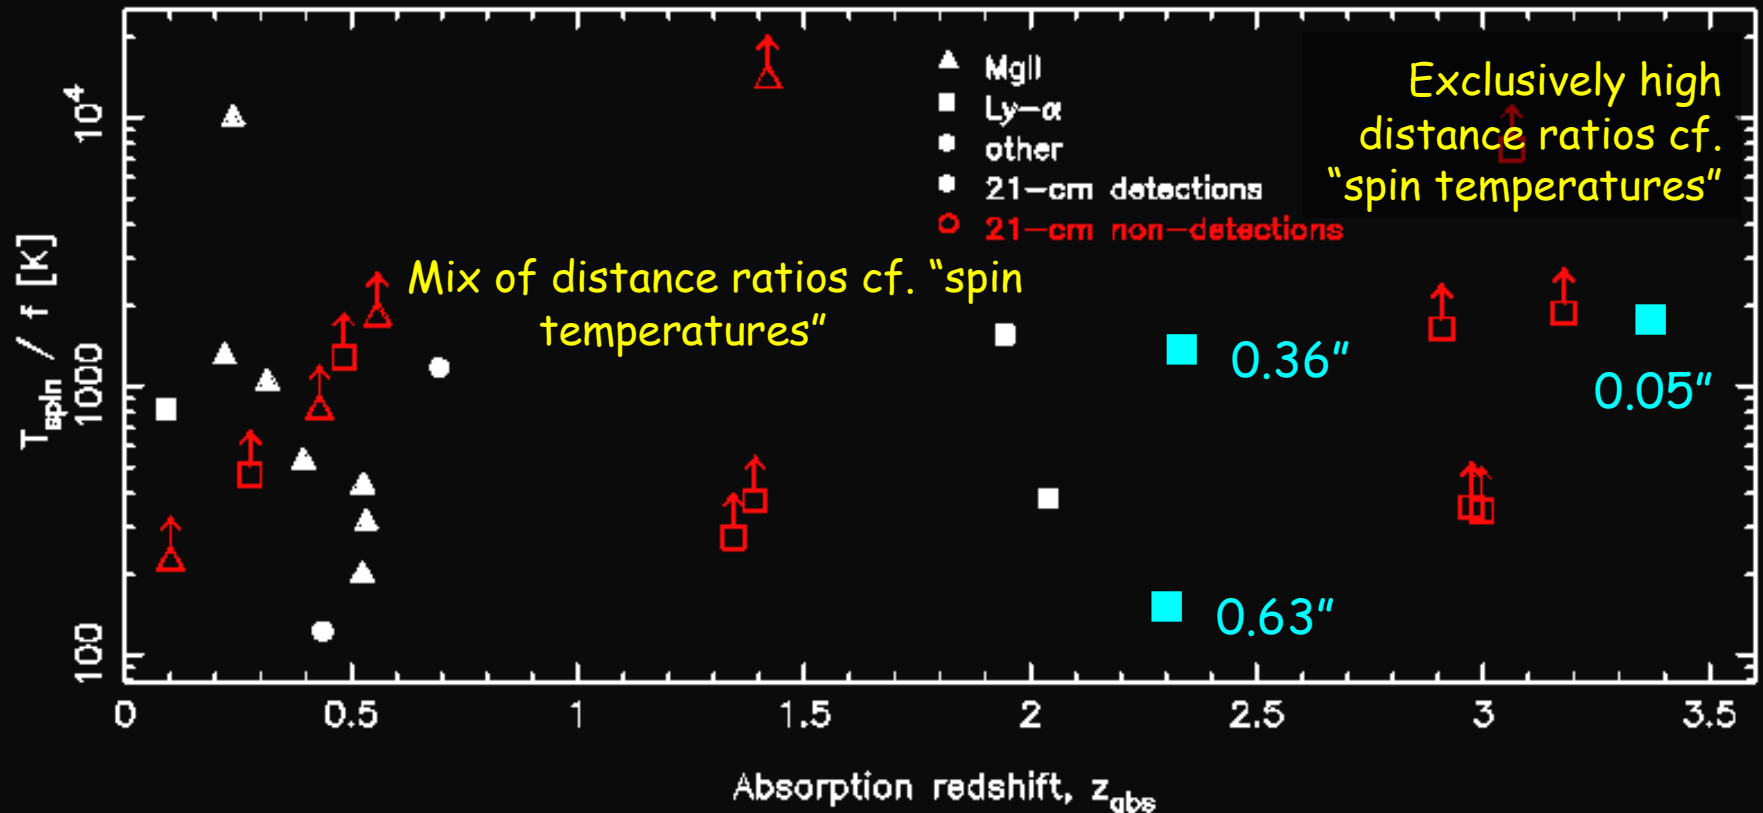 MgII
Ly-α
other
21-cm detections
21-cm non-detections
Exclusively high
distance ratios cf.
“spin temperatures”
Mix of distance ratios cf. “spin
temperatures”
0.36”
0.05”
0.63”
T_spin / f [K]
10^4
1000
100
0 0.5 1 1.5 2 2.5 3 3.5
Absorption redshift, z_abs